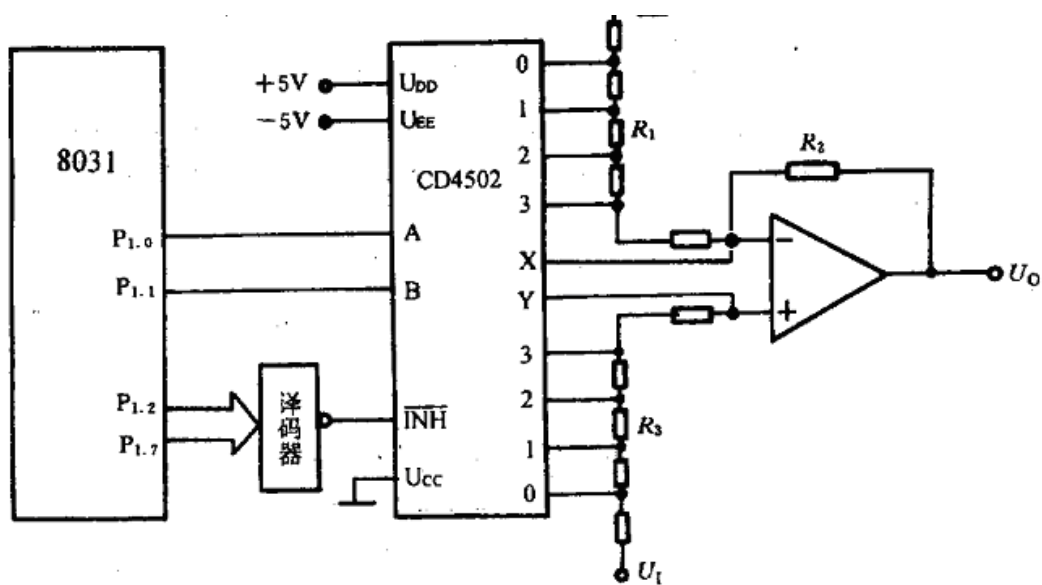 8031
P1.0
P1.1
P1.2
P1.7
译码器
+5V
-5V
UDD
UEE
CD4502
A
B
INH
UCC
0
1
2
3
X
Y
3
2
1
0
R1
R2
R3
-
+
UO
UI